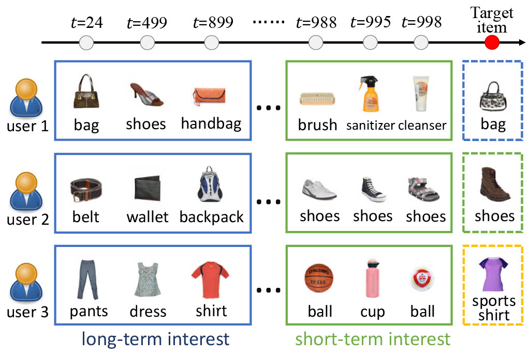 t=24 t=499 t=899 ...... t=988 t=995 t=998 Target item
user 1 bag shoes handbag ... brush sanitizer cleanser bag
user 2 belt wallet backpack ... shoes shoes shoes shoes
user 3 pants dress shirt ... ball cup ball sports shirt
long-term interest short-term interest